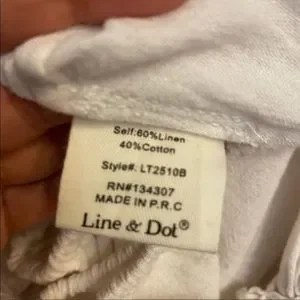 Self:60%Linen
40%Cotton
Style#: LT2510B
RN#134307
MADE IN P.R.C
Line & Dot®